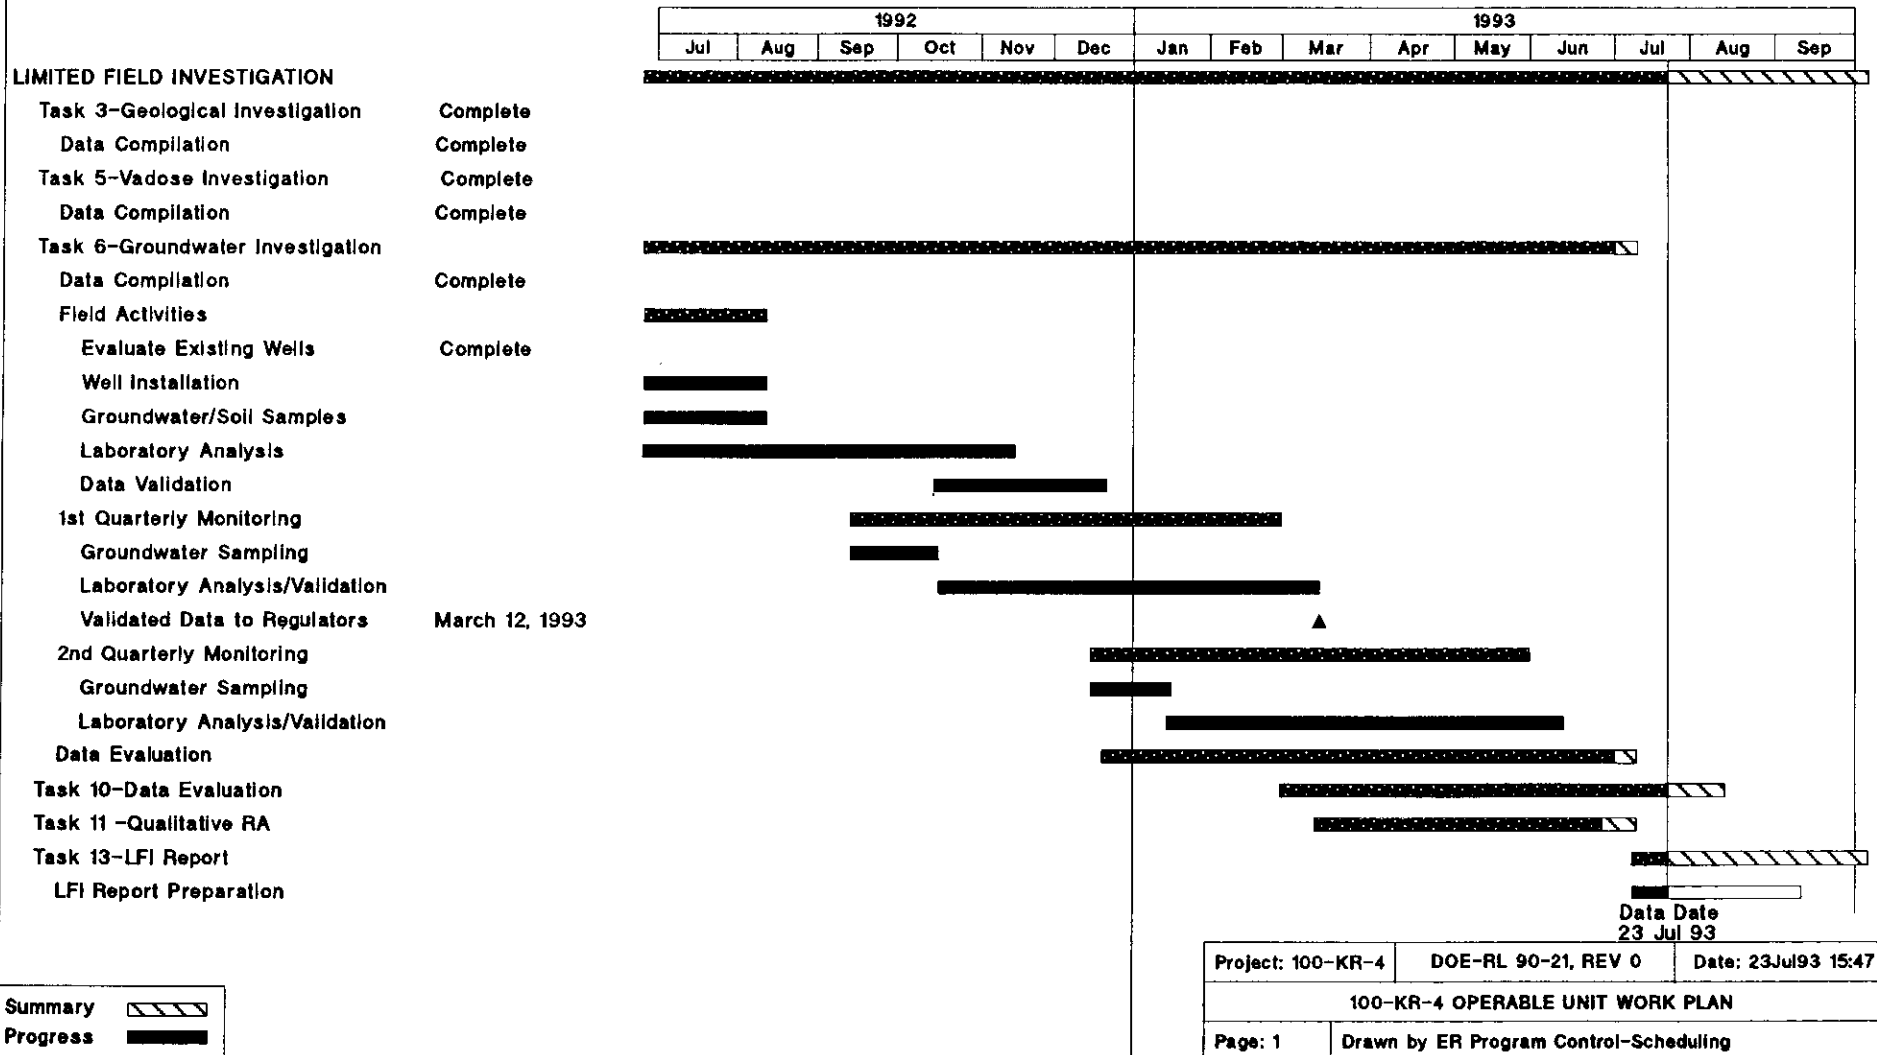 1992 1993
Jul Aug Sep Oct Nov Dec Jan Feb Mar Apr May Jun Jul Aug Sep
LIMITED FIELD INVESTIGATION
Task 3-Geological Investigation Complete
Data Compilation Complete
Task 5-Vadose Investigation Complete
Data Compilation Complete
Task 6-Groundwater Investigation
Data Compilation Complete
Field Activities
Evaluate Existing Wells Complete
Well Installation
Groundwater/Soil Samples
Laboratory Analysis
Data Validation
1st Quarterly Monitoring
Groundwater Sampling
Laboratory Analysis/Validation
Validated Data to Regulators March 12, 1993
2nd Quarterly Monitoring
Groundwater Sampling
Laboratory Analysis/Validation
Data Evaluation
Task 10-Data Evaluation
Task 11 -Qualitative RA
Task 13-LFI Report
LFI Report Preparation
Data Date
23 Jul 93
Project: 100-KR-4 DOE-RL 90-21, REV 0 Date: 23Jul93 15:47
100-KR-4 OPERABLE UNIT WORK PLAN
Page: 1 Drawn by ER Program Control-Scheduling
Summary
Progress